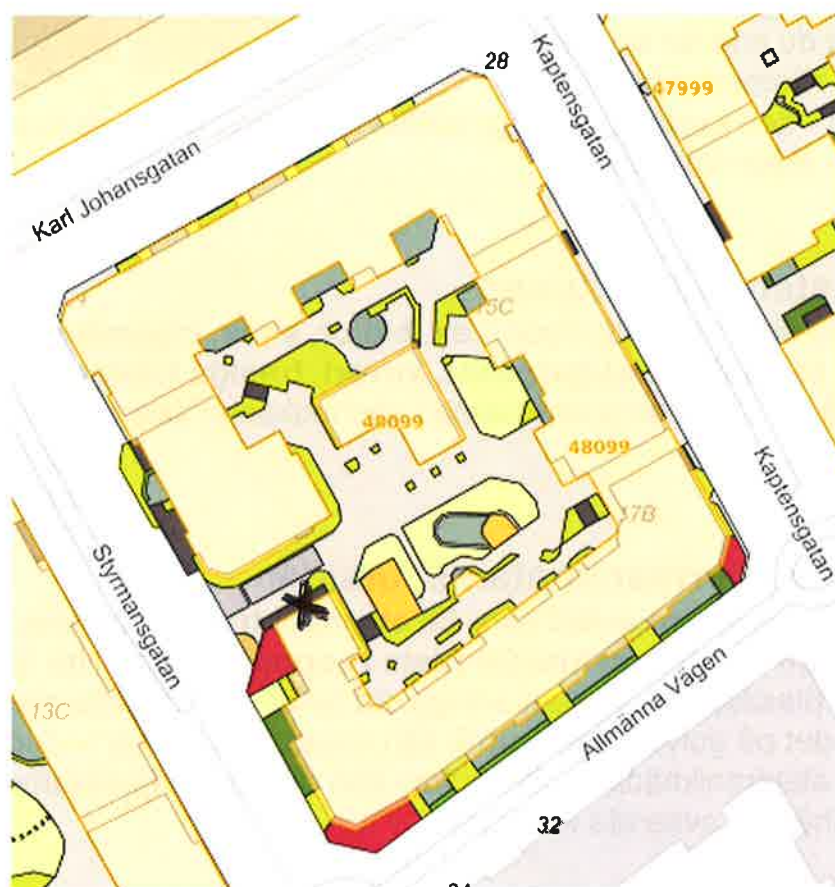 28
Kaptensgatan
47999
Karl Johansgatan
15C
48099
48099
Kaptensgatan
17B
Styrmansgatan
13C
Allmänna Vägen
32